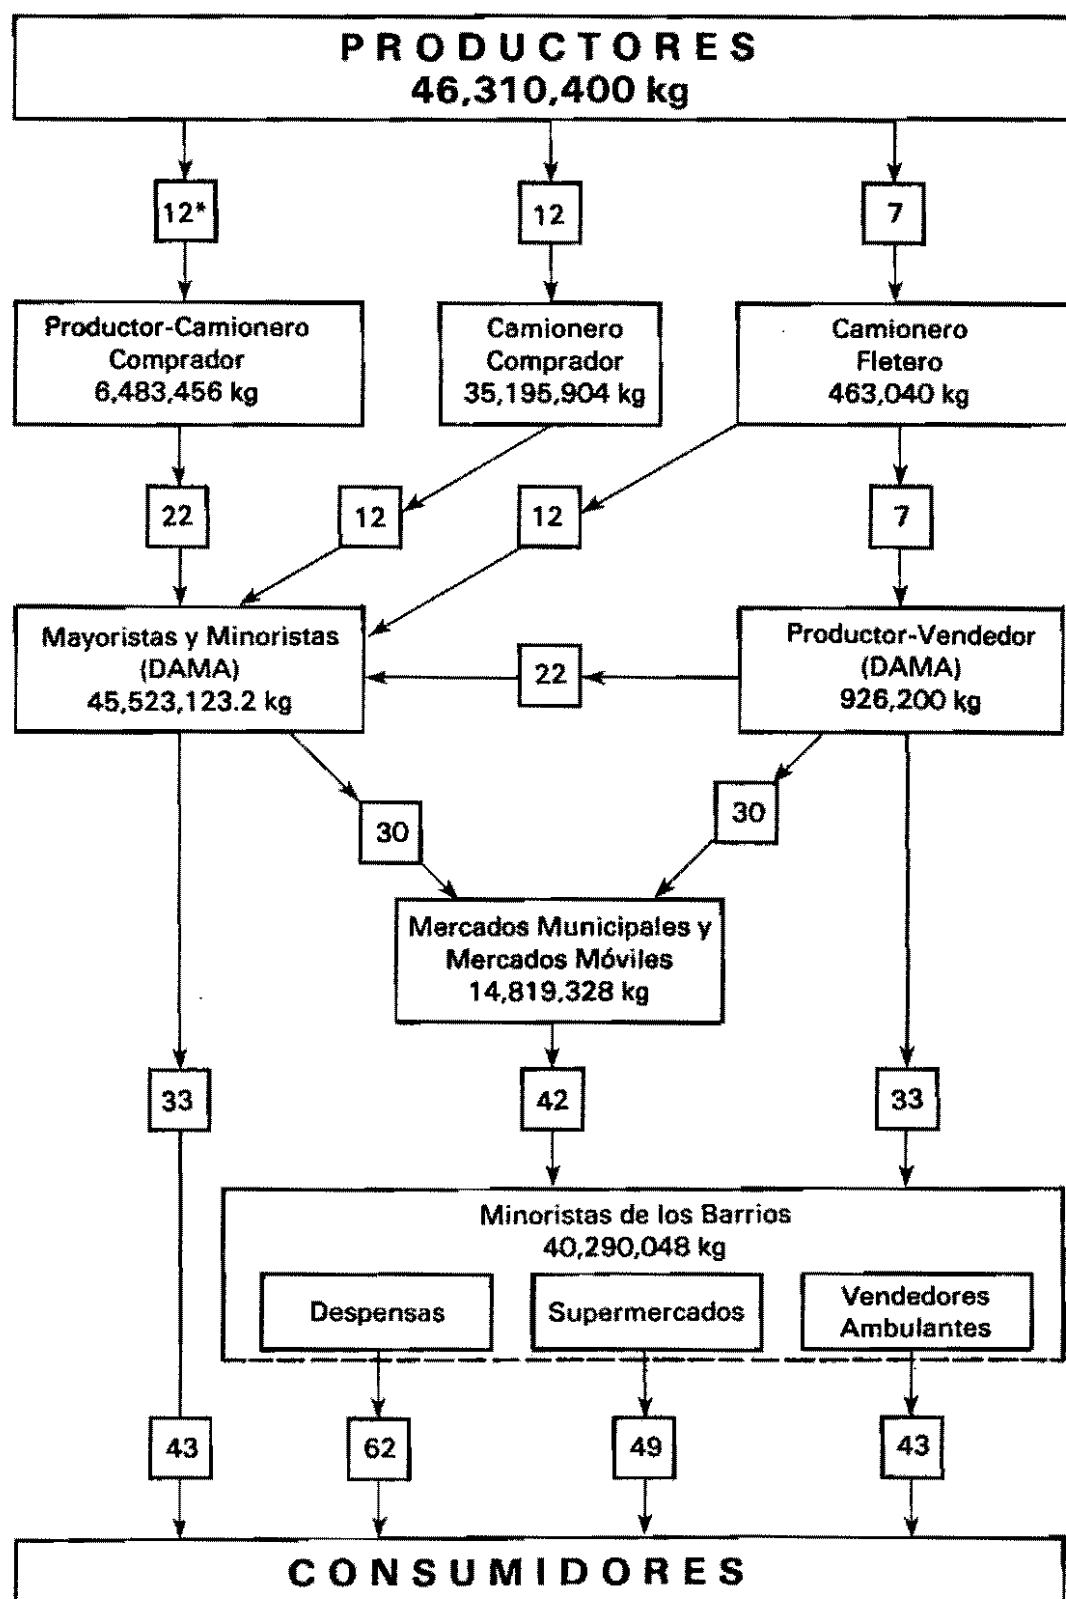 PRODUCTORES
46,310,400 kg
12*
12
7
Productor-Camionero
Comprador
6,483,456 kg
Camionero
Comprador
35,195,904 kg
Camionero
Fletero
463,040 kg
22
12
12
7
Mayoristas y Minoristas
(DAMA)
45,523,123.2 kg
22
Productor-Vendedor
(DAMA)
926,200 kg
30
30
Mercados Municipales y
Mercados Móviles
14,819,328 kg
33
42
33
Minoristas de los Barrios
40,290,048 kg
Despensas
Supermercados
Vendedores
Ambulantes
43
62
49
43
CONSUMIDORES